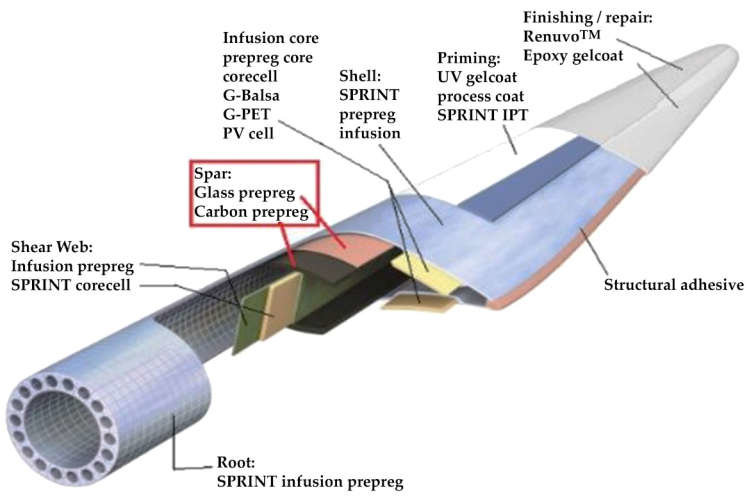 Finishing / repair:
Renuvo™
Epoxy gelcoat
Infusion core
prepreg core
corecell
G-Balsa
G-PET
PV cell
Shell:
SPRINT
prepreg
infusion
Priming:
UV gelcoat
process coat
SPRINT IPT
Spar:
Glass prepreg
Carbon prepreg
Shear Web:
Infusion prepreg
SPRINT corecell
Structural adhesive
Root:
SPRINT infusion prepreg